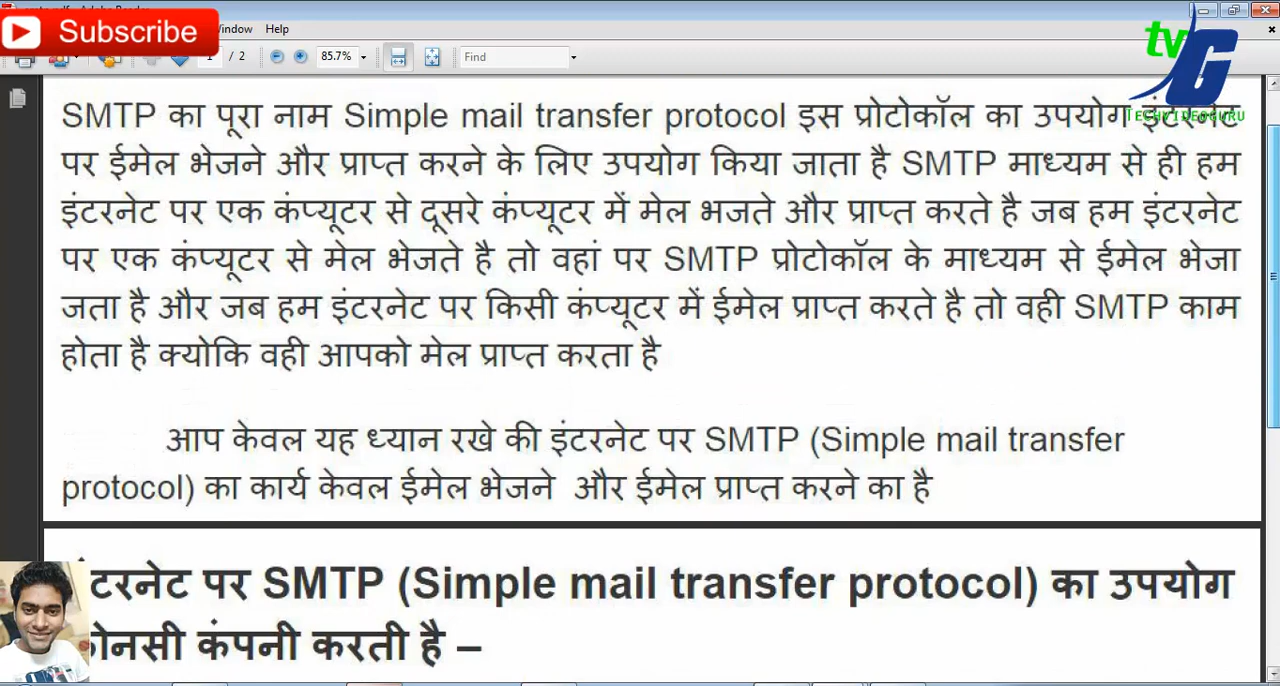 Subscribe
Window Help
1 / 2 85.7% Find
tv G
TECHVIDEOGURU
SMTP का पूरा नाम Simple mail transfer protocol इस प्रोटोकॉल का उपयोग इंटरनेट
पर ईमेल भेजने और प्राप्त करने के लिए उपयोग किया जाता है SMTP माध्यम से ही हम
इंटरनेट पर एक कंप्यूटर से दूसरे कंप्यूटर में मेल भजते और प्राप्त करते है जब हम इंटरनेट
पर एक कंप्यूटर से मेल भेजते है तो वहां पर SMTP प्रोटोकॉल के माध्यम से ईमेल भेजा
जता है और जब हम इंटरनेट पर किसी कंप्यूटर में ईमेल प्राप्त करते है तो वही SMTP काम
होता है क्योकि वही आपको मेल प्राप्त करता है
आप केवल यह ध्यान रखे की इंटरनेट पर SMTP (Simple mail transfer
protocol) का कार्य केवल ईमेल भेजने और ईमेल प्राप्त करने का है
इंटरनेट पर SMTP (Simple mail transfer protocol) का उपयोग
कोनसी कंपनी करती है –